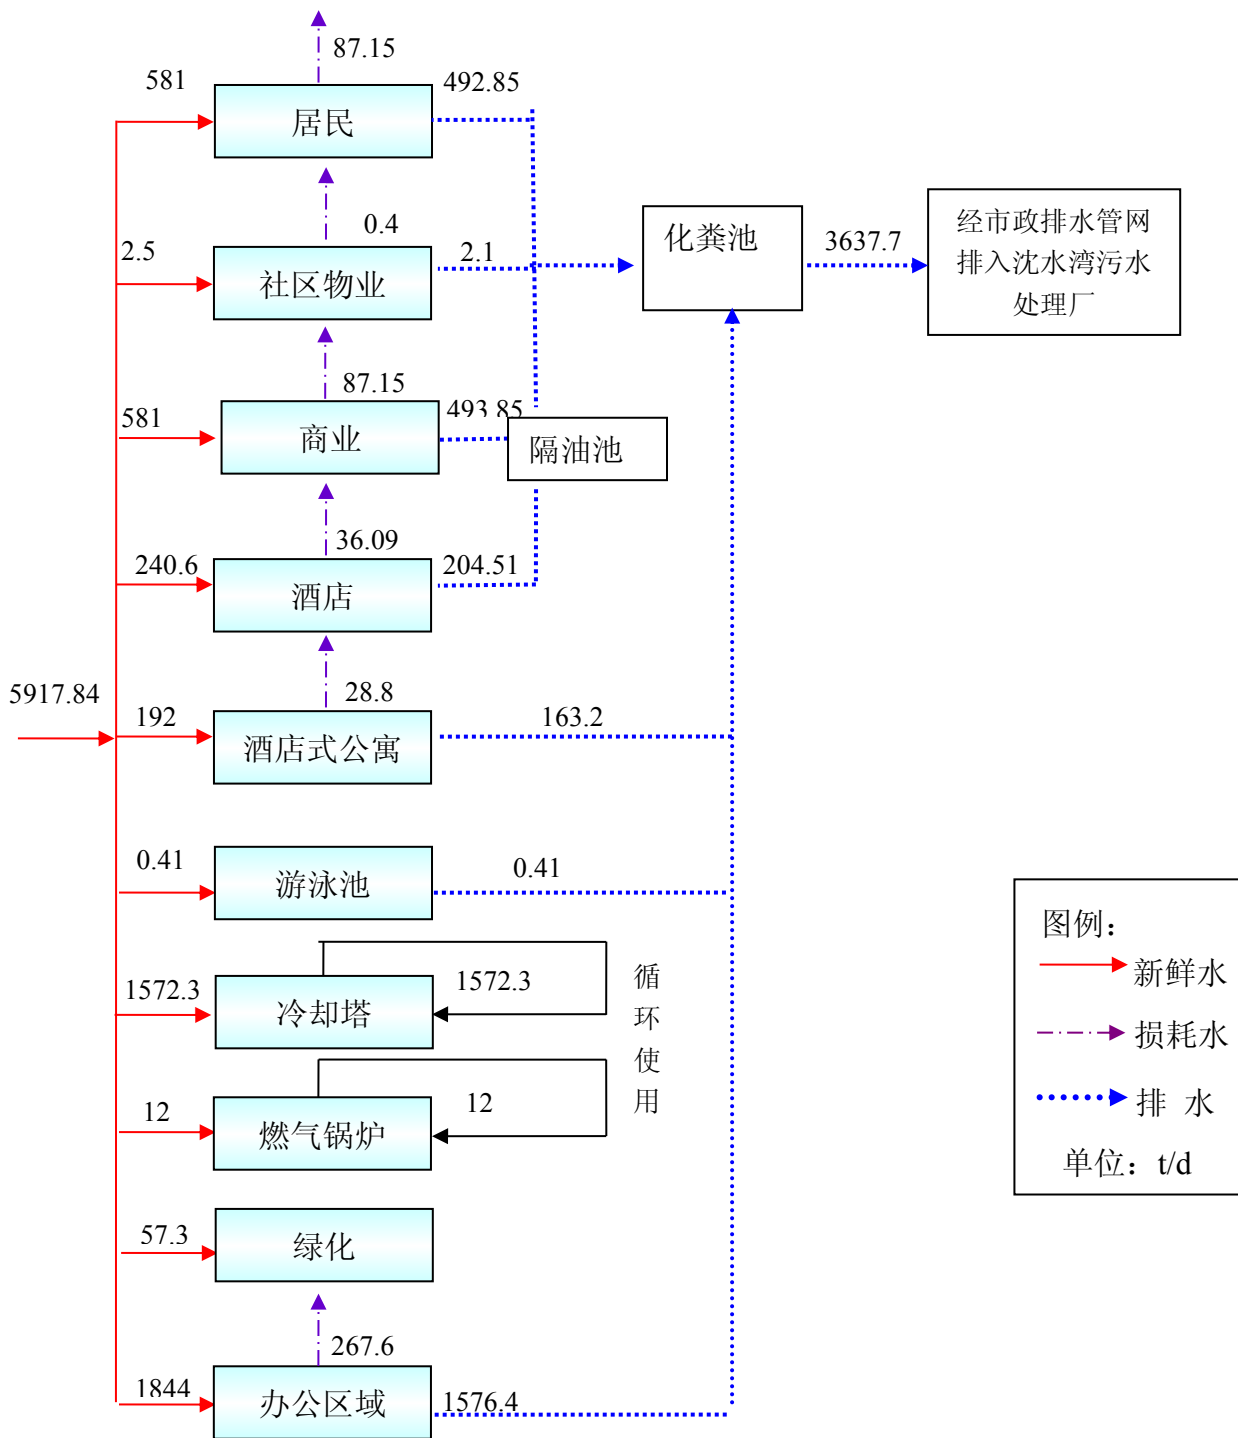 87.15
581
492.85
居民
0.4
2.5
2.1
社区物业
化粪池
3637.7
经市政排水管网
排入沈水湾污水
处理厂
87.15
581
493.85
商业
隔油池
36.09
240.6
204.51
酒店
5917.84
28.8
192
163.2
酒店式公寓
0.41
0.41
游泳池
1572.3
1572.3
冷却塔
循
环
使
用
12
12
燃气锅炉
57.3
绿化
267.6
1844
1576.4
办公区域
图例：
新鲜水
损耗水
排 水
单位：t/d